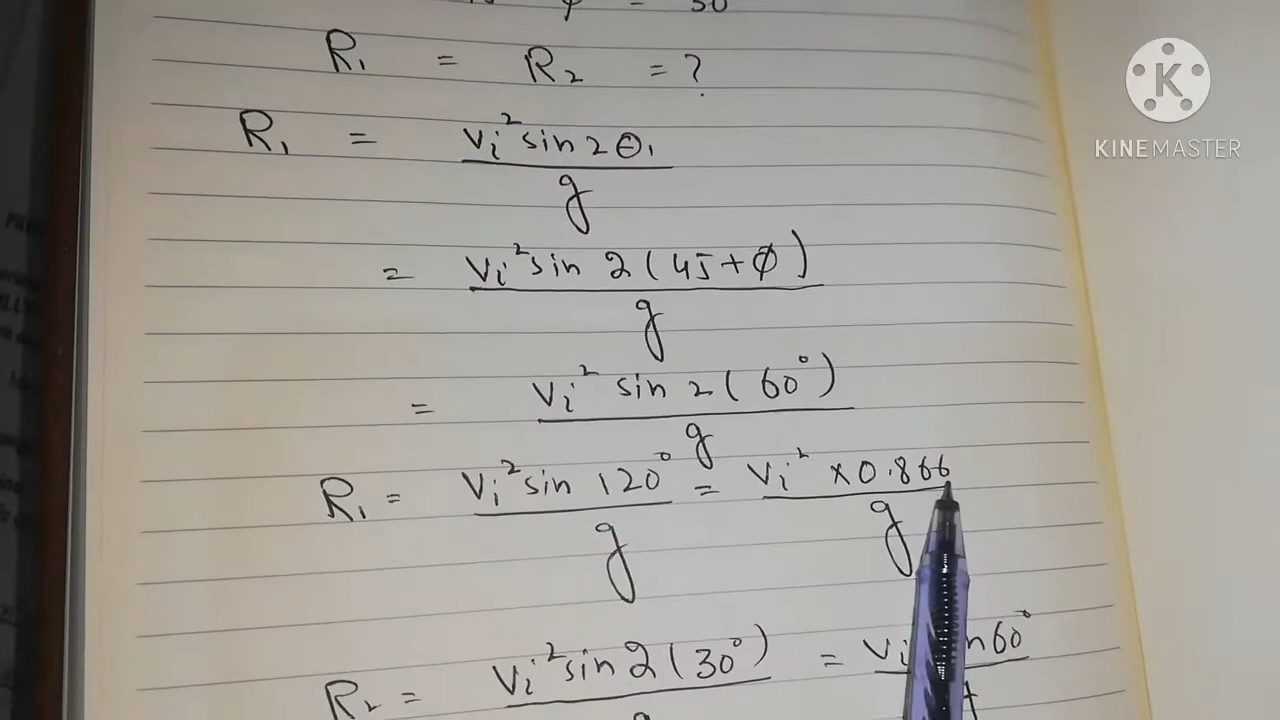 R₁ = R₂ = ?
R₁ = vᵢ² sin 2θ₁ / g
= vᵢ² sin 2(45+ϕ) / g
= vᵢ² sin 2(60°) / g
R₁ = vᵢ² sin 120° / g = vᵢ² × 0.866 / g
R₂ = vᵢ² sin 2(30°) =
KINEMASTER